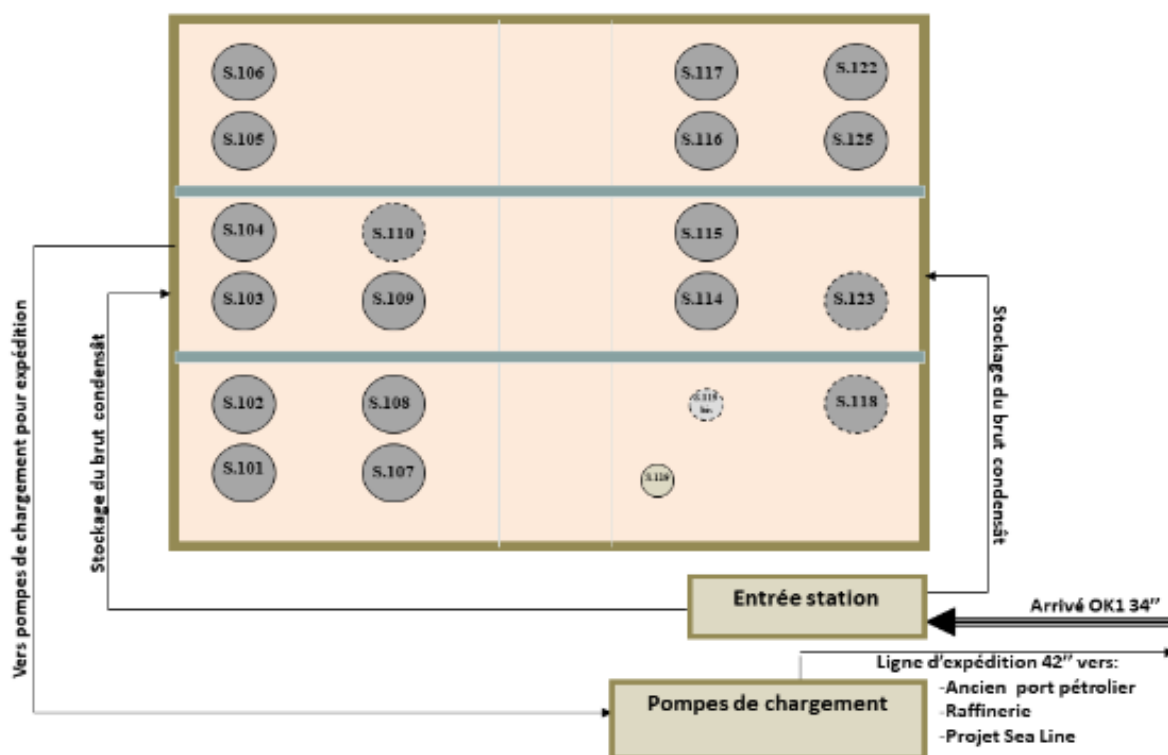 S.106
S.117
S.122
S.105
S.116
S.125
S.104
S.110
S.115
S.103
S.109
S.114
S.123
S.102
S.108
bis
S.118
S.101
S.107
Vers pompes de chargement pour expédition
Stockage du brut condensât
Stockage du brut condensât
Entrée station
Arrivé OK1 34’’
Ligne d’expédition 42’’ vers:
-Ancien port pétrolier
-Raffinerie
-Projet Sea Line
Pompes de chargement